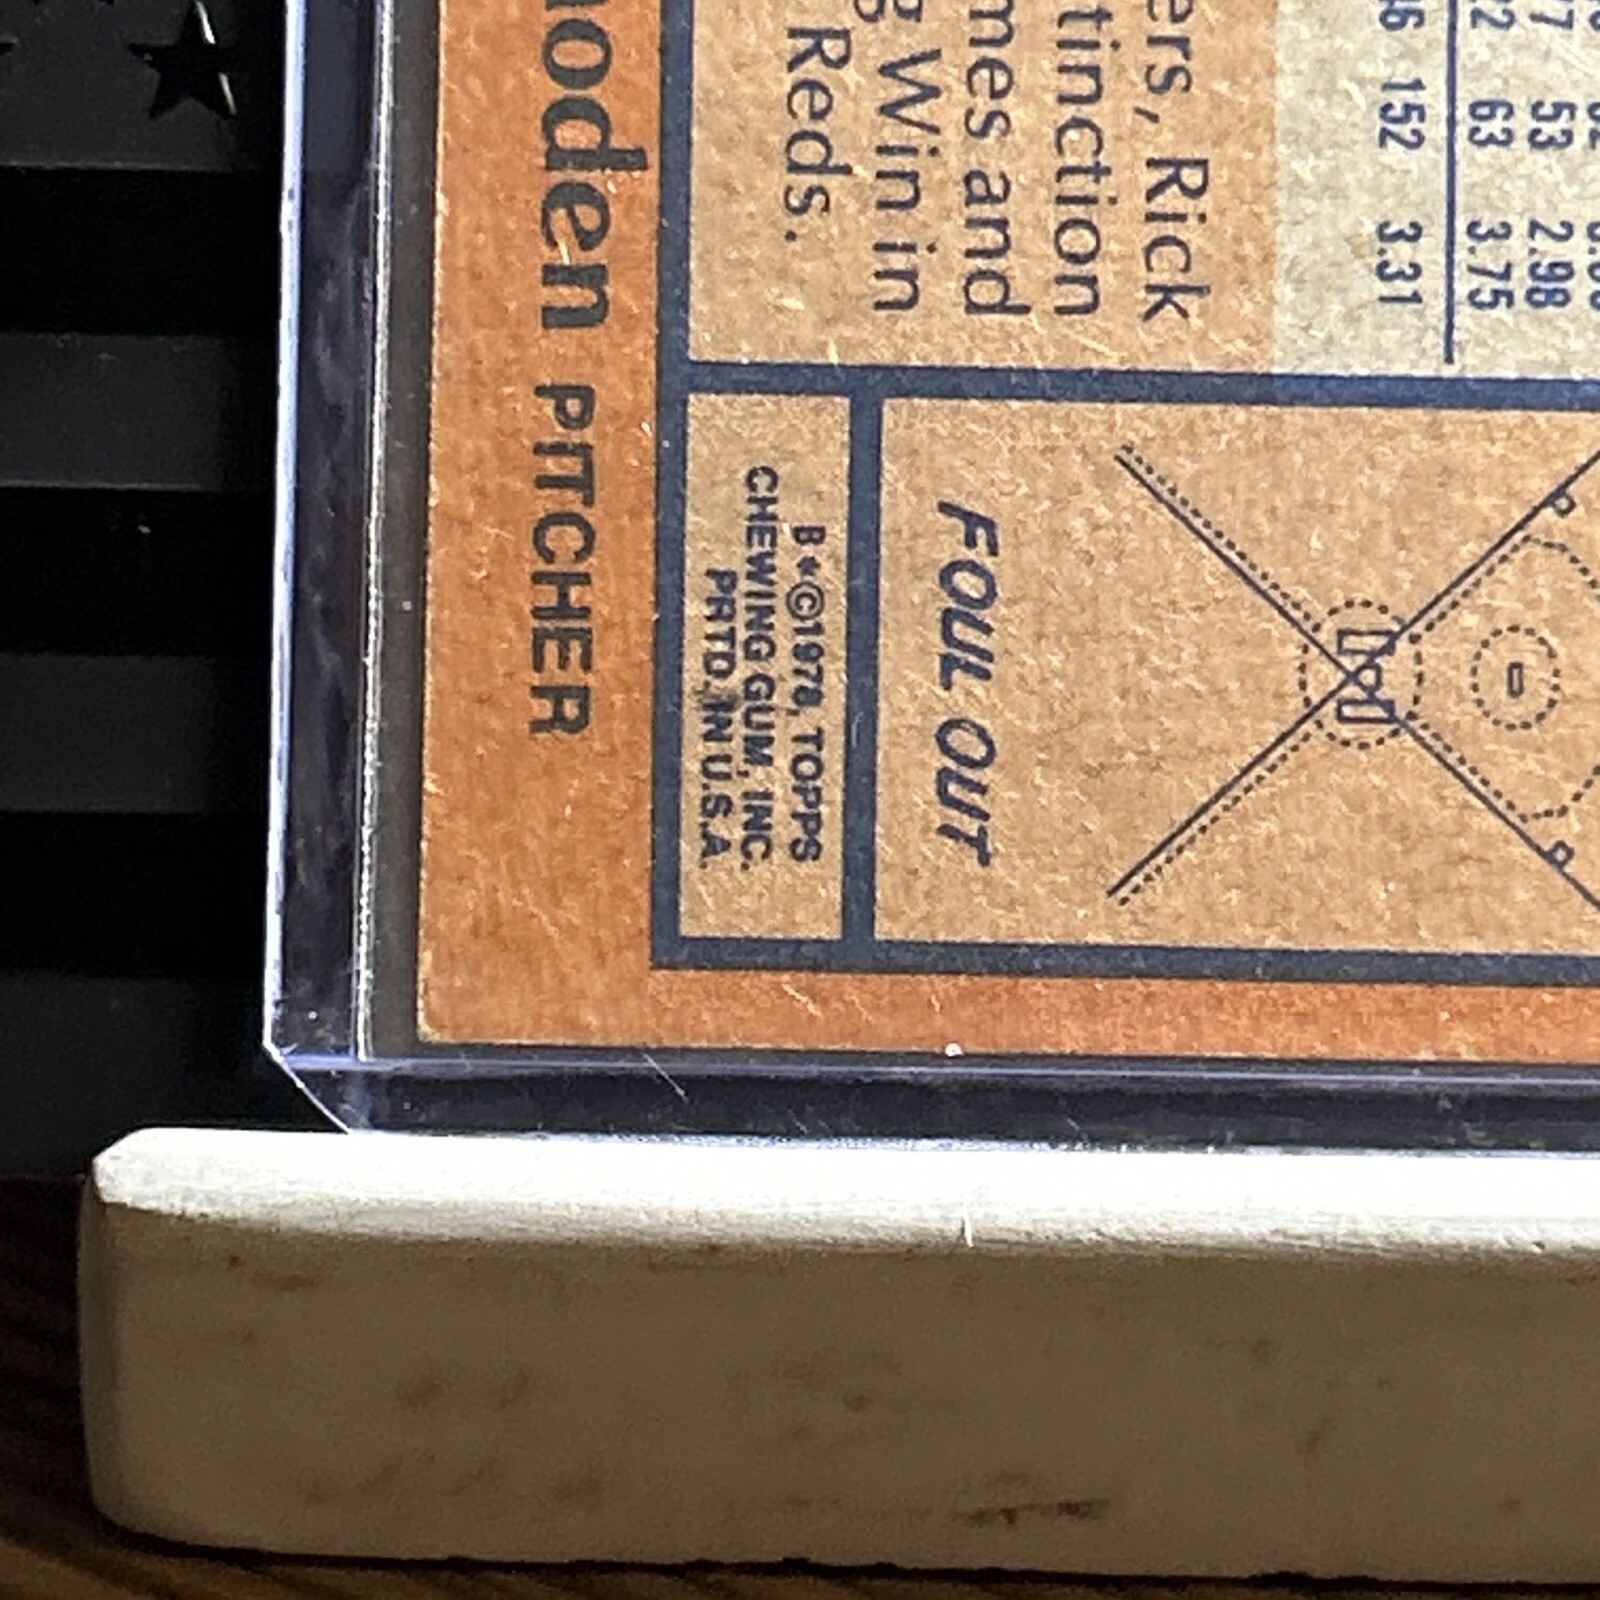 oden PITCHER
ers, Rick
tinction
mes and
g Win in
Reds.
53 2.98
63 3.75
152 3.31
FOUL OUT
B*©1978, TOPPS
CHEWING GUM, INC.
PRTD. IN U.S.A.